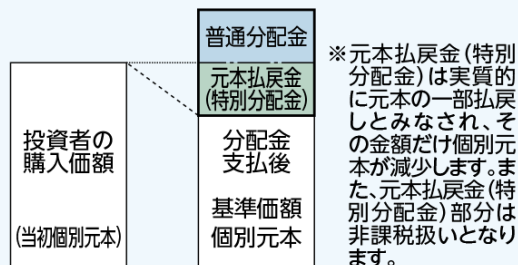 普通分配金
元本払戻金
(特別分配金)
投資者の
購入価額
(当初個別元本)
分配金
支払後
基準価額
個別元本
※元本払戻金(特別
分配金)は実質的
に元本の一部払戻
しとみなされ、そ
の金額だけ個別元
本が減少します。ま
た、元本払戻金(特
別分配金)部分は
非課税扱いとなり
ます。